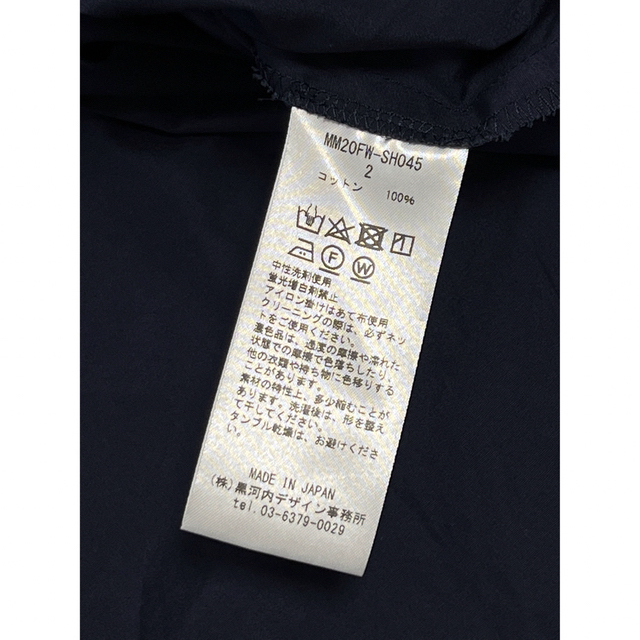 MM20FW-SH045
2
コットン 100%
F W
中性洗剤使用
蛍光増白剤禁止
アイロン掛けはあて布使用
クリーニングの際は、必ずネッ
トをご使用ください。
濃色品は、過度の摩擦や濡れた
状態での摩擦で色落ちしたり、
他の衣類や持ち物に色移りする
ことがあります。
素材の特性上、多少縮むことが
あります。洗濯後は、形を整え
て干してください。
タンブル乾燥は、お避けくださ
い。
MADE IN JAPAN
(株)黒河内デザイン事務所
tel.03-6379-0029